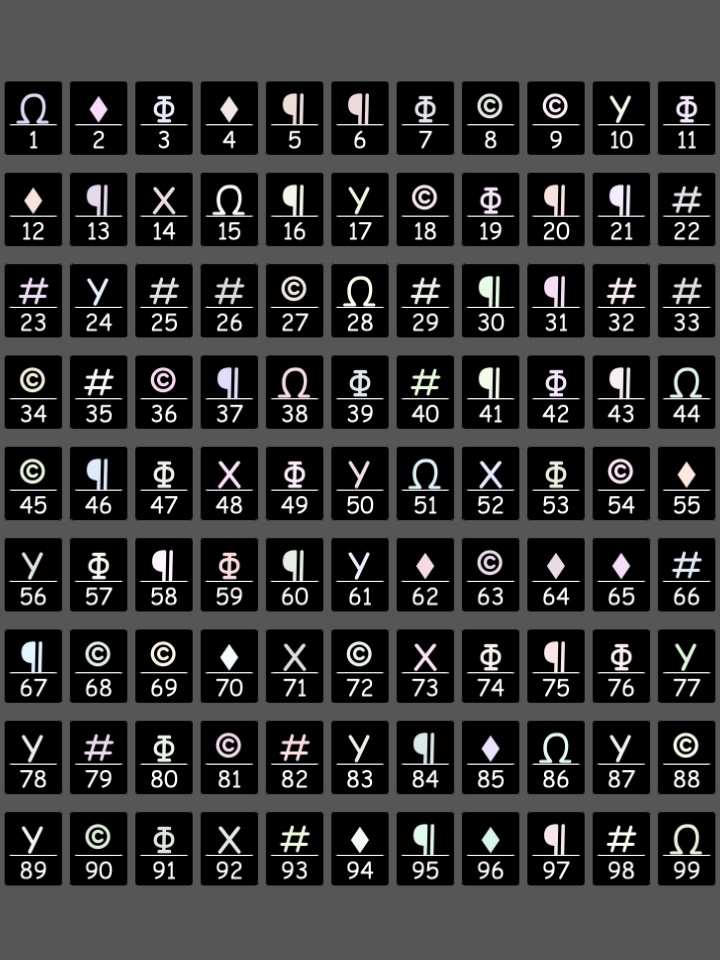 Ω ♦ Φ ♦ ¶ ¶ Φ © © y Φ
1 2 3 4 5 6 7 8 9 10 11
♦ ¶ X Ω ¶ y © Φ ¶ ¶ #
12 13 14 15 16 17 18 19 20 21 22
# y # # © Ω # ¶ ¶ # #
23 24 25 26 27 28 29 30 31 32 33
© # © ¶ Ω Φ # ¶ Φ ¶ Ω
34 35 36 37 38 39 40 41 42 43 44
© ¶ Φ X Φ y Ω X Φ © ♦
45 46 47 48 49 50 51 52 53 54 55
y Φ ¶ Φ ¶ y ♦ © ♦ ♦ #
56 57 58 59 60 61 62 63 64 65 66
¶ © © ♦ X © X Φ ¶ Φ y
67 68 69 70 71 72 73 74 75 76 77
y # Φ © # y ¶ ♦ Ω y ©
78 79 80 81 82 83 84 85 86 87 88
y © Φ X # ♦ ¶ ♦ ¶ # Ω
89 90 91 92 93 94 95 96 97 98 99